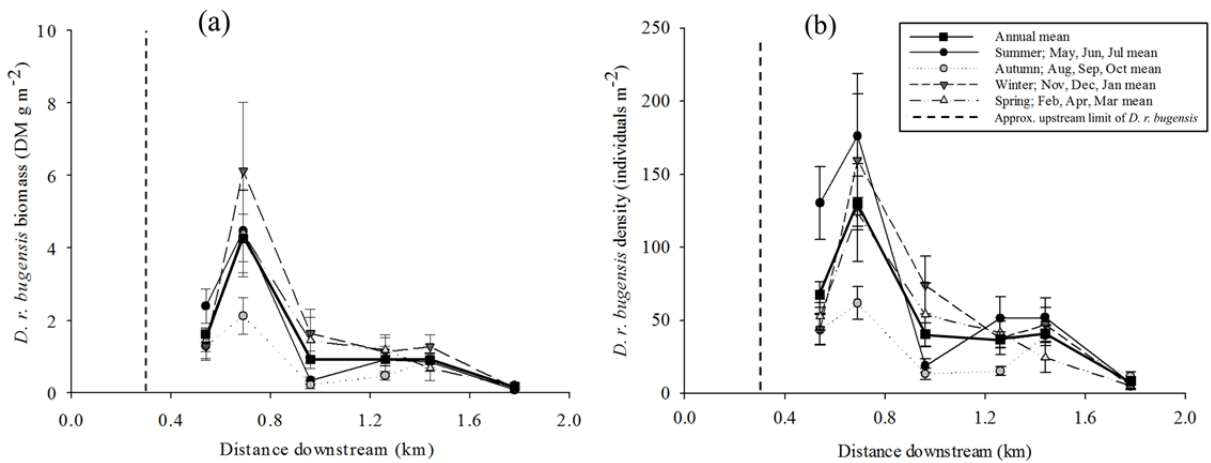 (a)
D. r. bugensis biomass (DM g m⁻²)
10
8
6
4
2
0
0.0 0.4 0.8 1.2 1.6 2.0
Distance downstream (km)
(b)
D. r. bugensis density (individuals m⁻²)
250
200
150
100
50
0
0.0 0.4 0.8 1.2 1.6 2.0
Distance downstream (km)
Annual mean
Summer; May, Jun, Jul mean
Autumn; Aug, Sep, Oct mean
Winter; Nov, Dec, Jan mean
Spring; Feb, Apr, Mar mean
Approx. upstream limit of D. r. bugensis